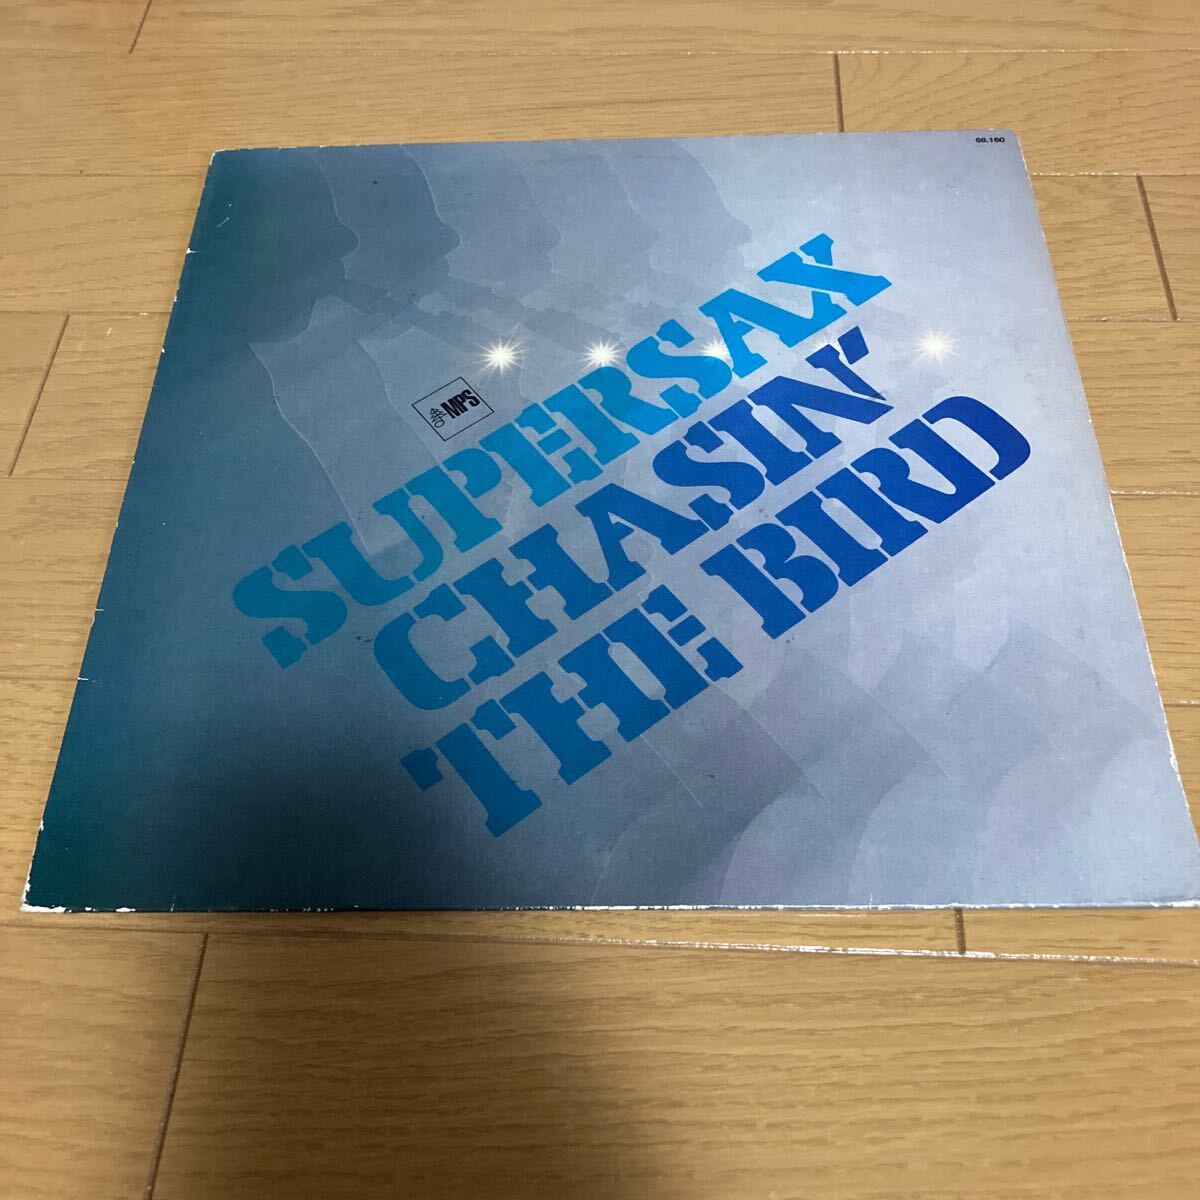 68.160
MPS
SUPERSAX
CHASIN'
THE BIRD